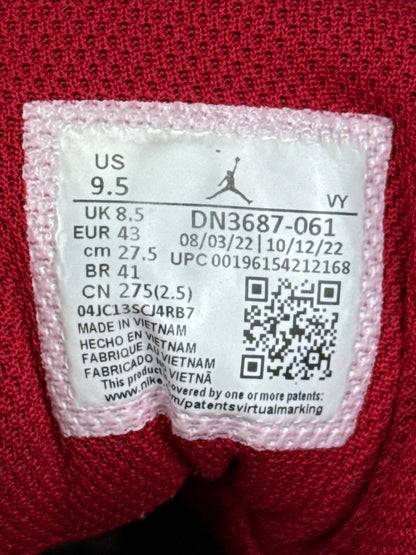 US
9.5
VY
UK 8.5
DN3687-061
EUR 43
08/03/22 | 10/12/22
cm 27.5
UPC 00196154212168
BR 41
CN 275(2.5)
04JC13SCJ4RB7
MADE IN VIETNAM
HECHO EN VIETNAM
FABRIQUE AU VIETNAM
FABRICADO VIETNÃ
This product covered by one or more patents:
www.nike.com/patentsvirtualmarking